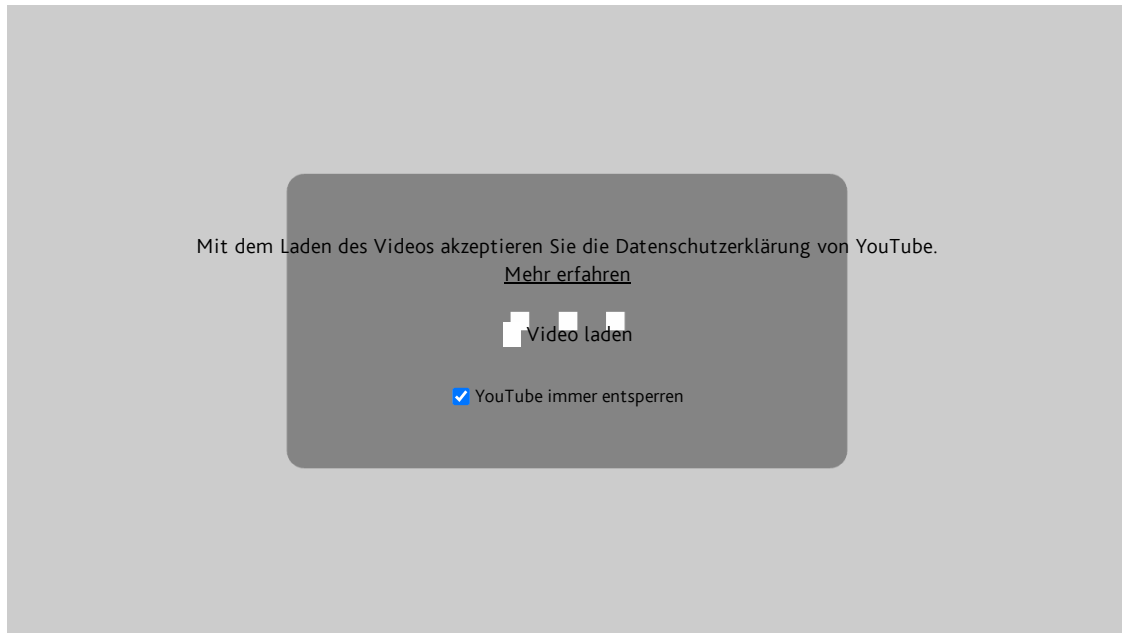 Mit dem Laden des Videos akzeptieren Sie die Datenschutzerklärung von YouTube.
Mehr erfahren
Video laden
YouTube immer entsperren